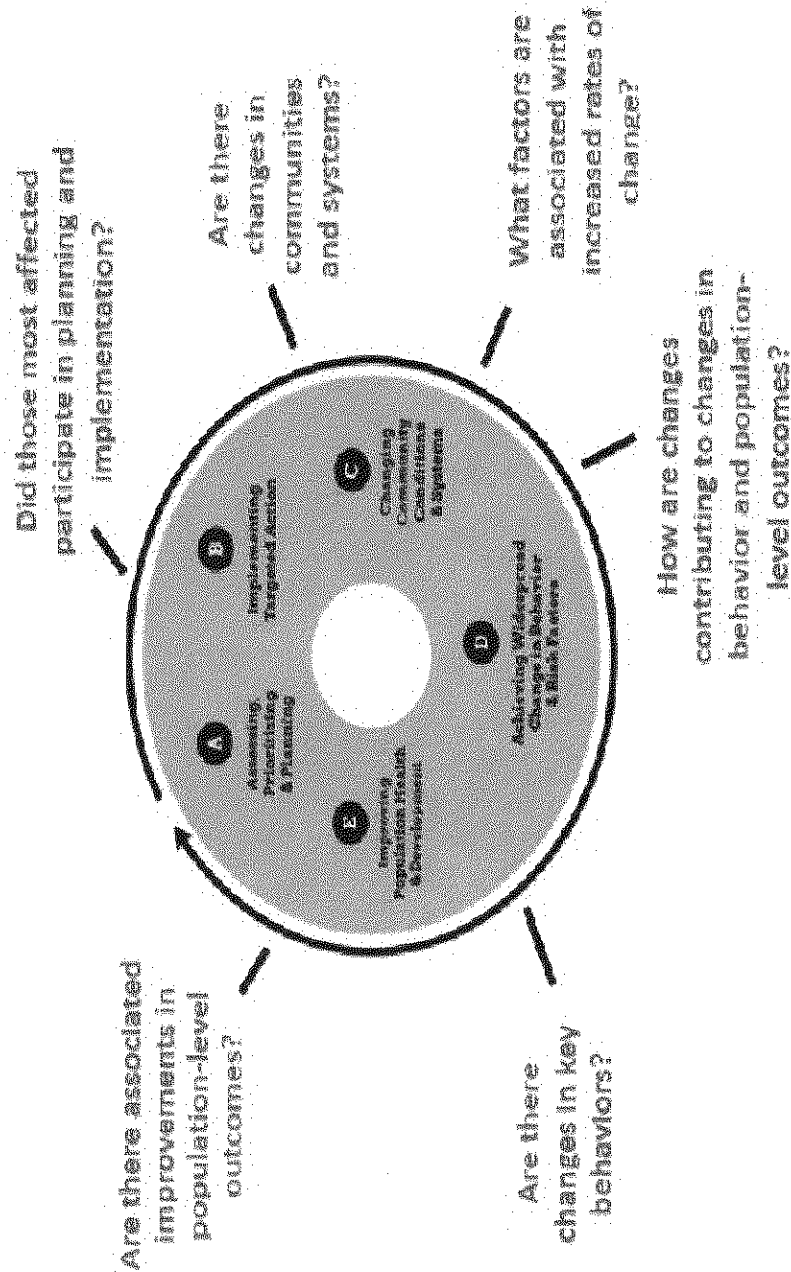 Did those most affected
participate in planning and
implementation?
Are there
changes in
communities
and systems?
What factors are
associated with
increased rates of
change?
How are changes
contributing to changes in
behavior and population-
level outcomes?
Are there
changes in key
behaviors?
Are there associated
improvements in
population-level
outcomes?
A
Assessing
Prioritizing
& Planning
B
Implementing
Targeted Action
C
Changing
Community
Conditions
& Systems
D
Achieving Widespread
Change in Behavior
& Risk Factors
E
Improving
Population Health
& Development